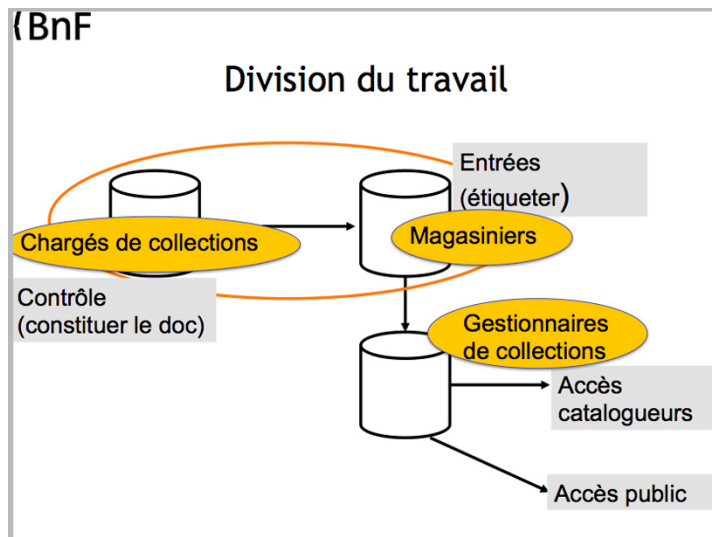 BnF
Division du travail
Entrées
(étiqueter)
Chargés de collections
Magasiniers
Contrôle
(constituer le doc)
Gestionnaires
de collections
Accès
catalogueurs
Accès public